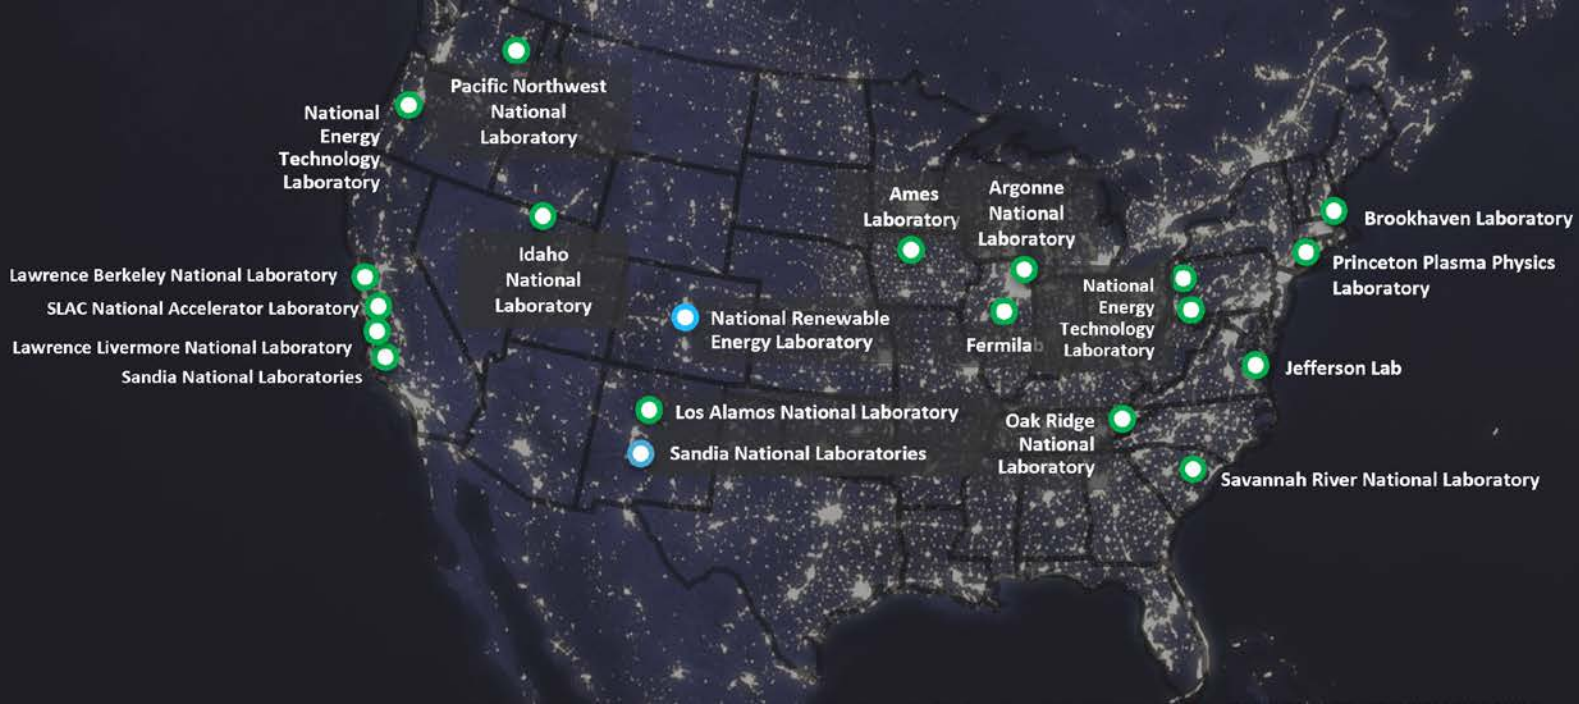 Pacific Northwest
National
Laboratory
National
Energy
Technology
Laboratory
Ames
Laboratory
Argonne
National
Laboratory
Brookhaven Laboratory
Idaho
National
Laboratory
Princeton Plasma Physics
Laboratory
Lawrence Berkeley National Laboratory
SLAC National Accelerator Laboratory
Lawrence Livermore National Laboratory
Sandia National Laboratories
National Renewable
Energy Laboratory
Fermilab
National
Energy
Technology
Laboratory
Jefferson Lab
Los Alamos National Laboratory
Sandia National Laboratories
Oak Ridge
National
Laboratory
Savannah River National Laboratory